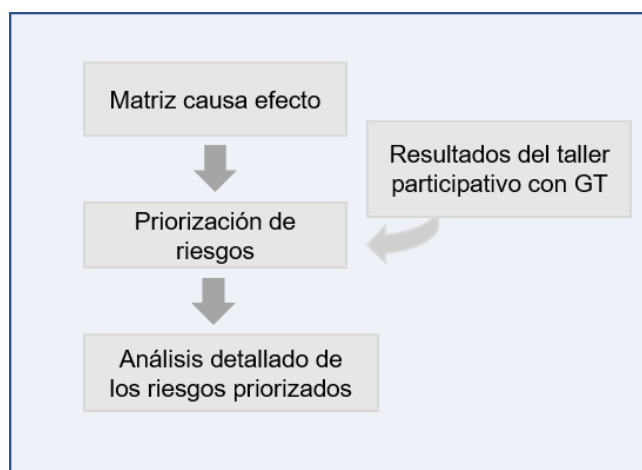 Matriz causa efecto
Resultados del taller
participativo con GT
Priorización de
riesgos
Análisis detallado de
los riesgos priorizados